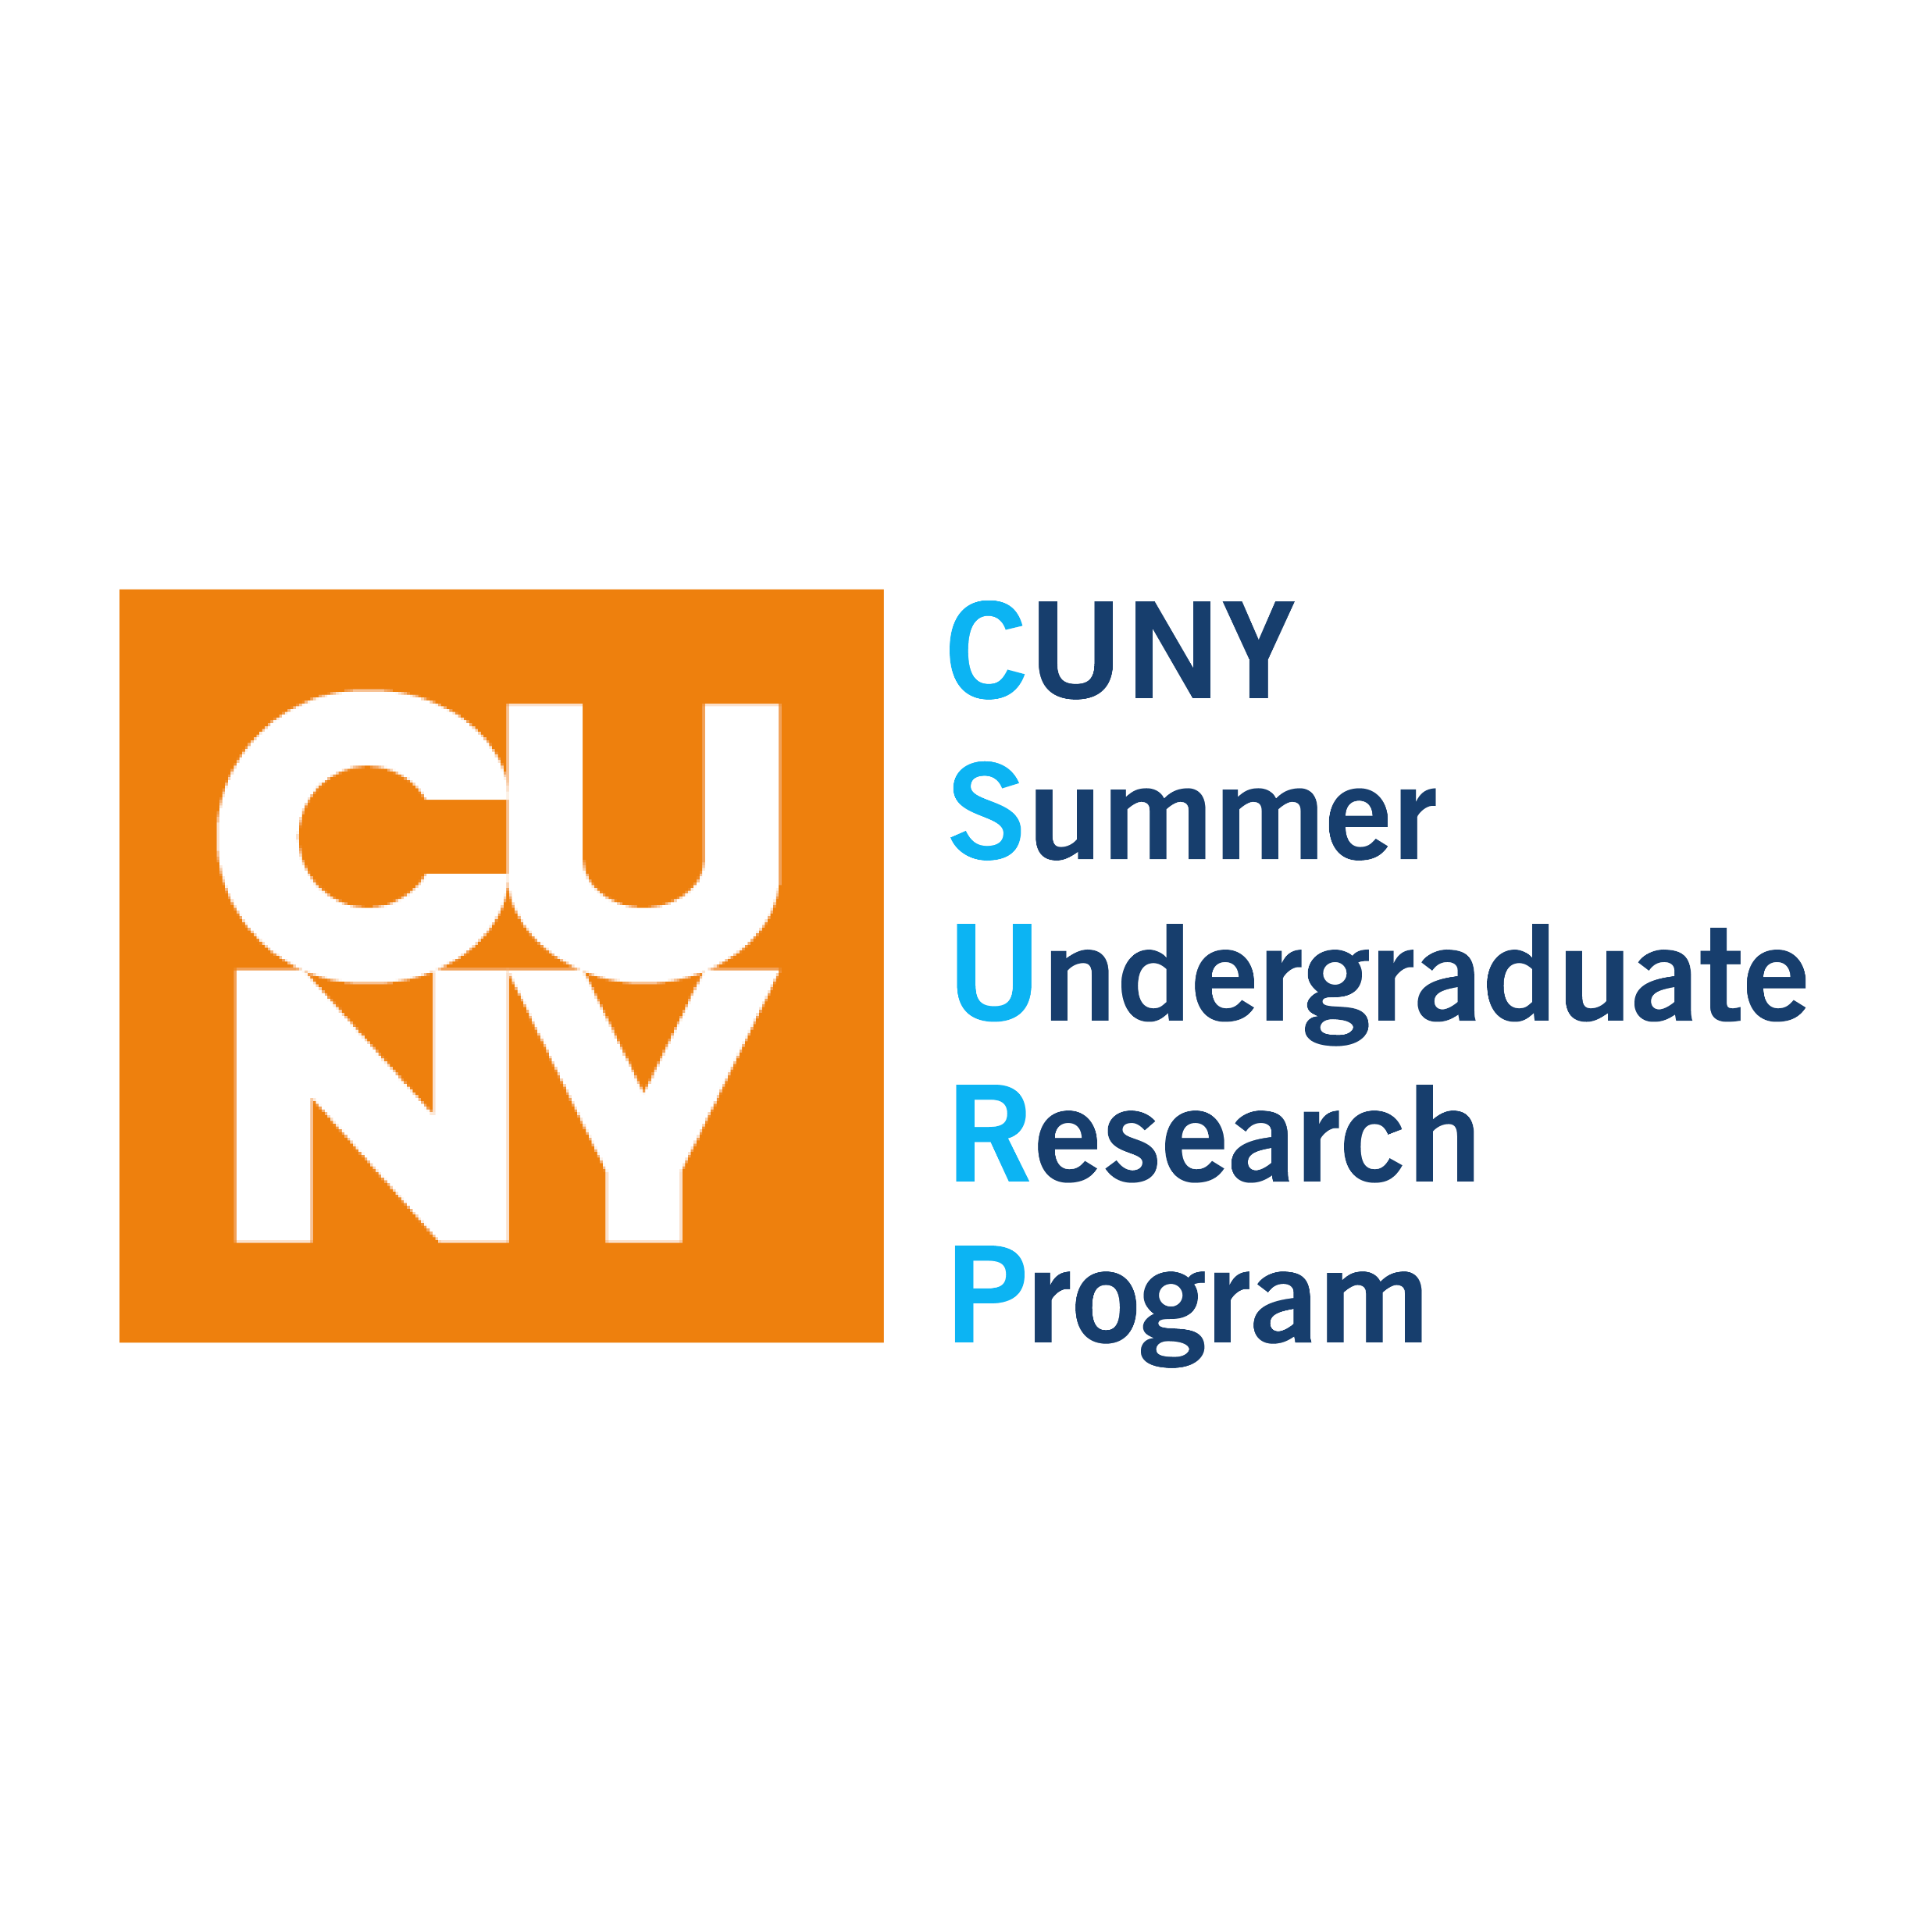 CU
NY
CUNY
Summer
Undergraduate
Research
Program